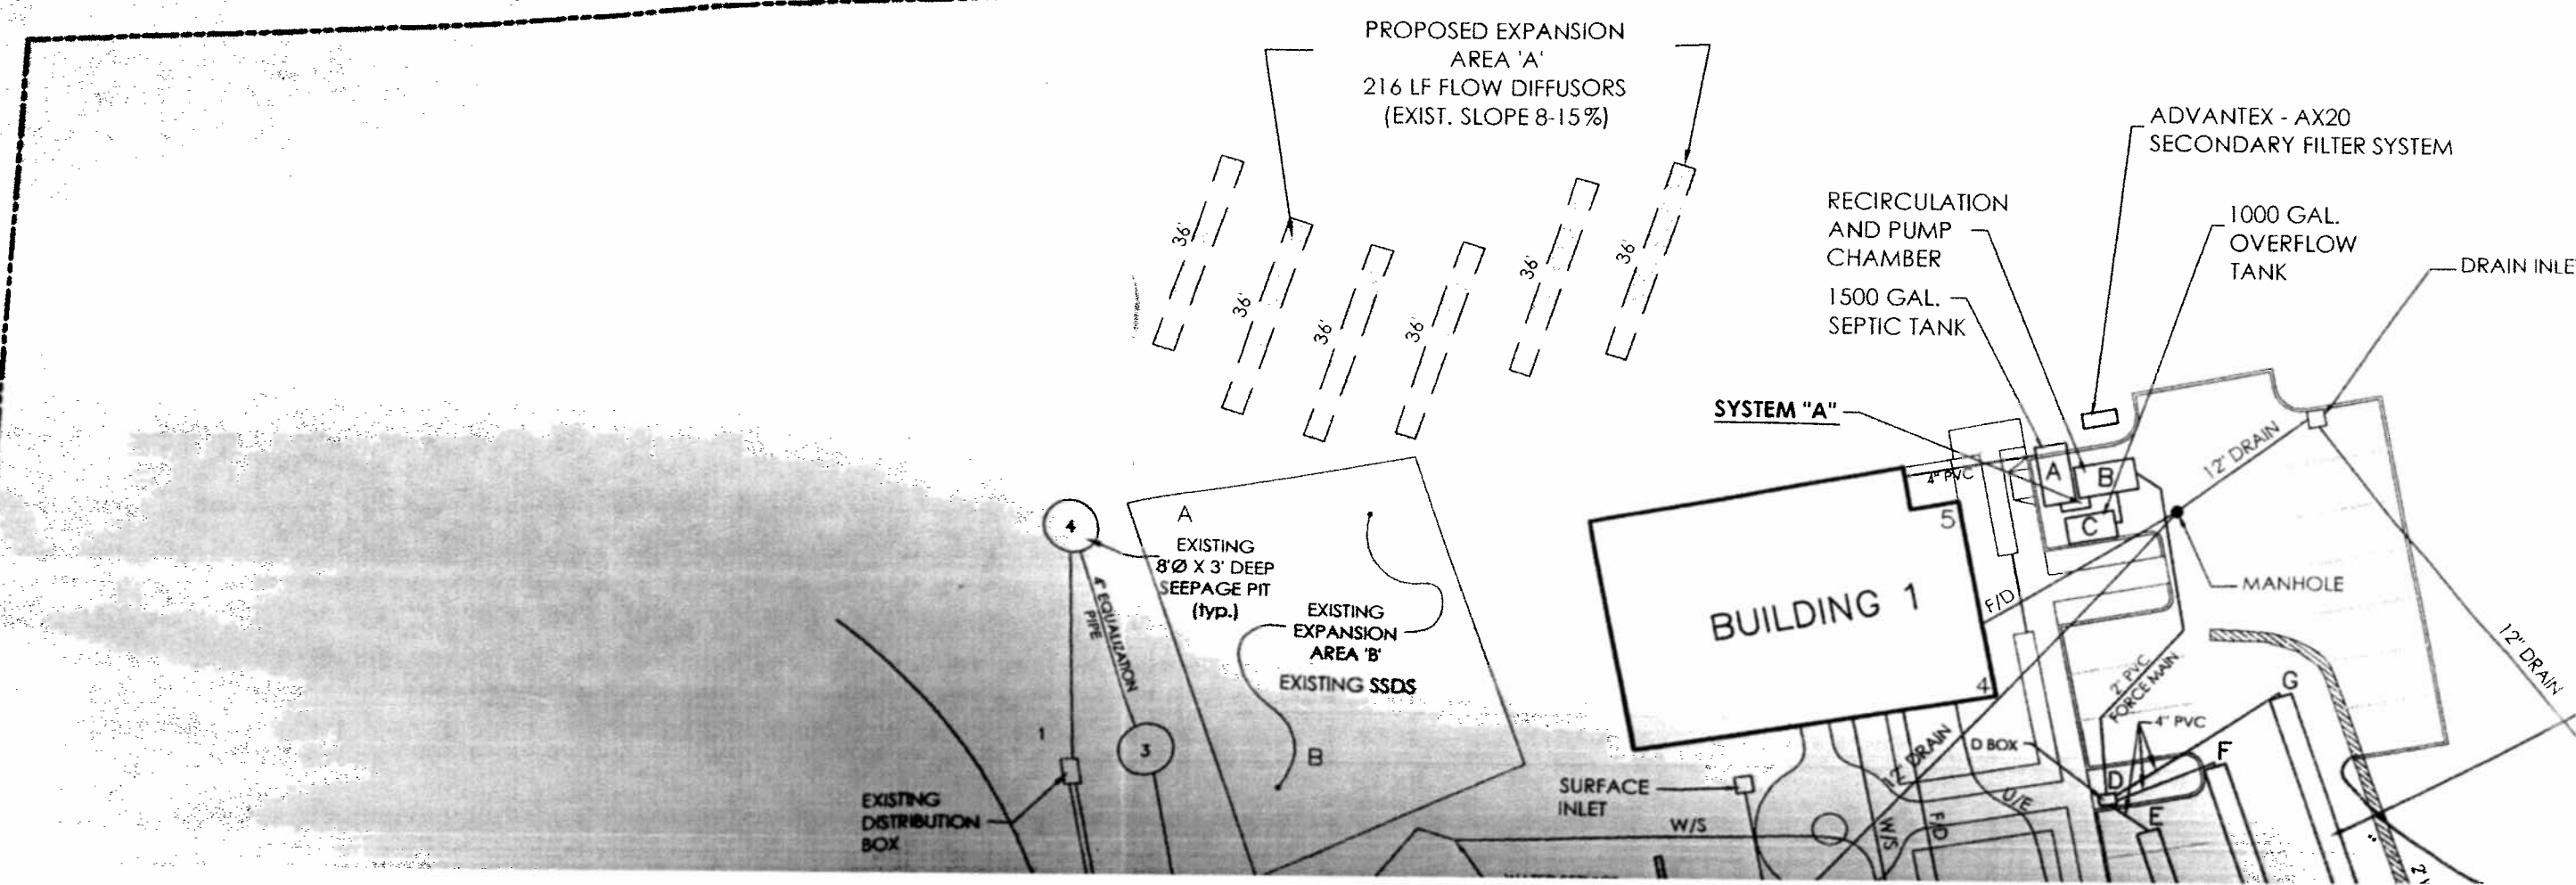 PROPOSED EXPANSION
AREA 'A'
216 LF FLOW DIFFUSORS
(EXIST. SLOPE 8-15%)
36'
36'
36'
36'
36'
36'
ADVANTEX - AX20
SECONDARY FILTER SYSTEM
RECIRCULATION
AND PUMP
CHAMBER
1500 GAL.
SEPTIC TANK
1000 GAL.
OVERFLOW
TANK
DRAIN INLE
SYSTEM "A"
4" PVC
A
B
C
12" DRAIN
MANHOLE
12" DRAIN
BUILDING 1
5
4
F/D
4
A
EXISTING
8'Ø X 3' DEEP
SEEPAGE PIT
(typ.)
4" EQUALIZATION
PIPE
EXISTING
EXPANSION
AREA 'B'
EXISTING SSDS
B
1
3
EXISTING
DISTRIBUTION
BOX
SURFACE
INLET
W/S
12" DRAIN
W/S
F/D
U/E
D BOX
2" PVC
FORCE MAIN
4" PVC
D
E
F
G